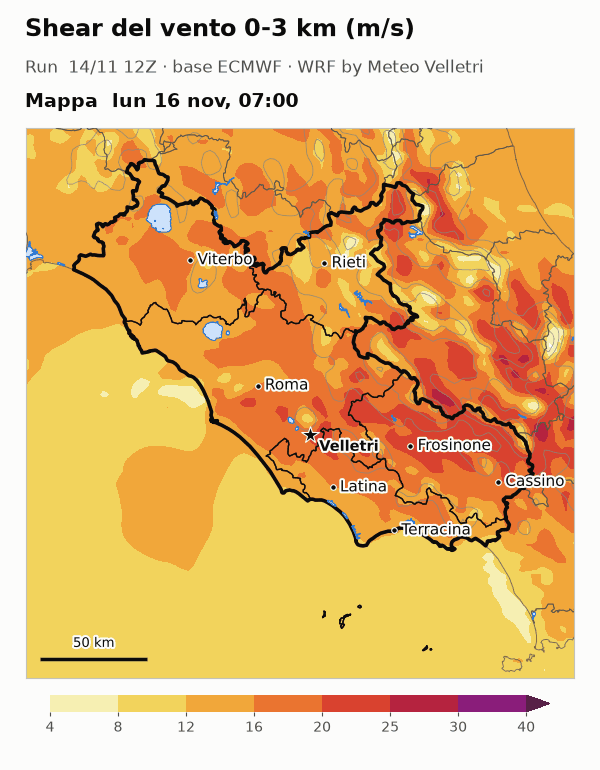 Shear del vento 0-3 km (m/s)
Run  14/11 12Z · base ECMWF · WRF by Meteo Velletri
Mappa  lun 16 nov, 07:00
Viterbo
Rieti
Roma
Velletri
Frosinone
Cassino
Latina
Terracina
50 km
4 8 12 16 20 25 30 40